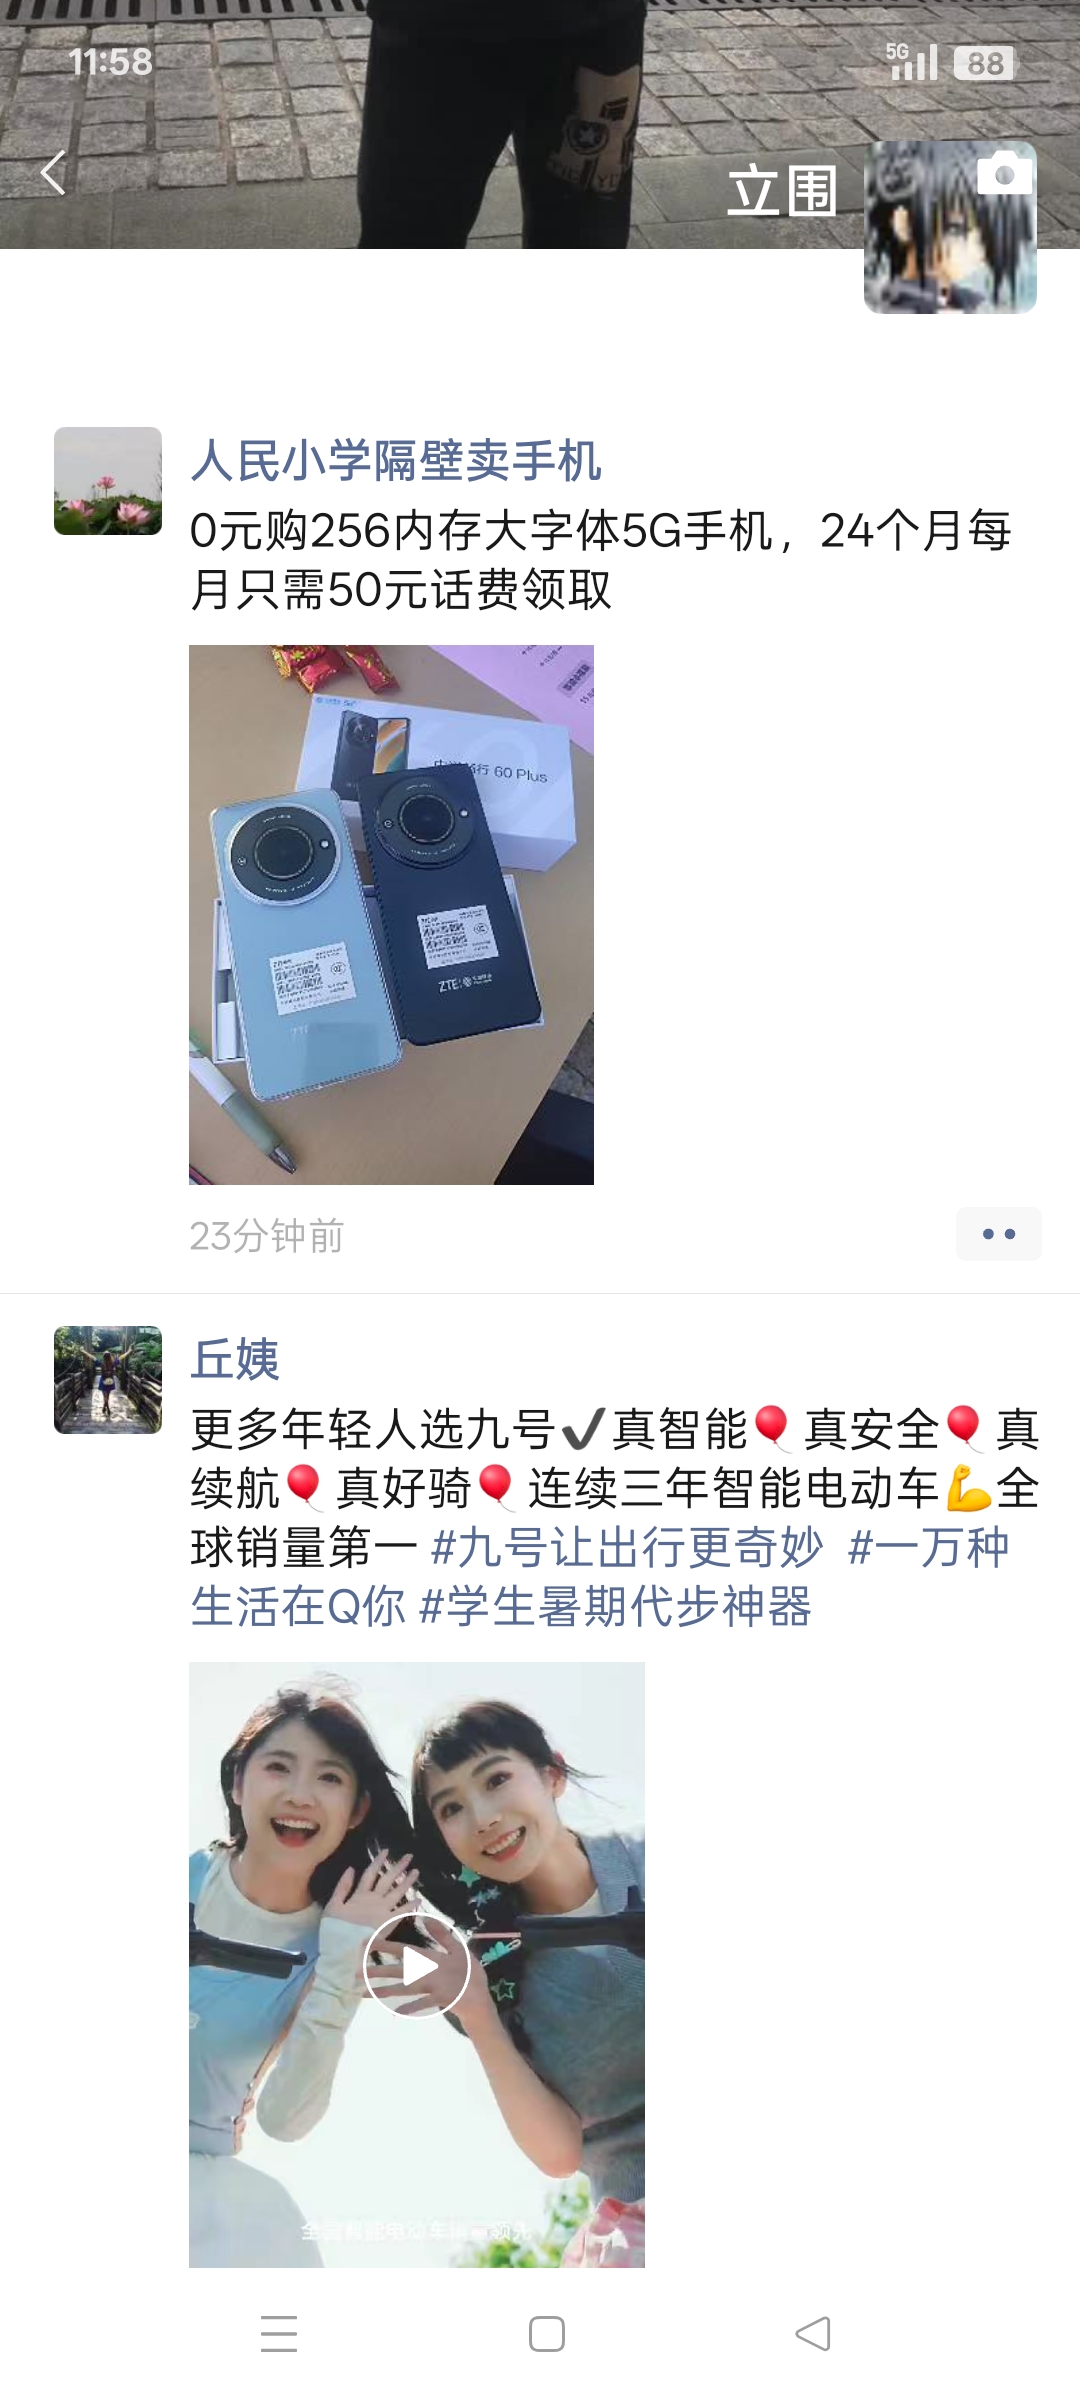 11:58
5G
88
立围
人民小学隔壁卖手机
0元购256内存大字体5G手机，24个月每
月只需50元话费领取
60 Plus
ZTE
23分钟前
丘姨
更多年轻人选九号✔真智能🎈真安全🎈真
续航🎈真好骑🎈连续三年智能电动车💪全
球销量第一 #九号让出行更奇妙 #一万种
生活在Q你 #学生暑期代步神器